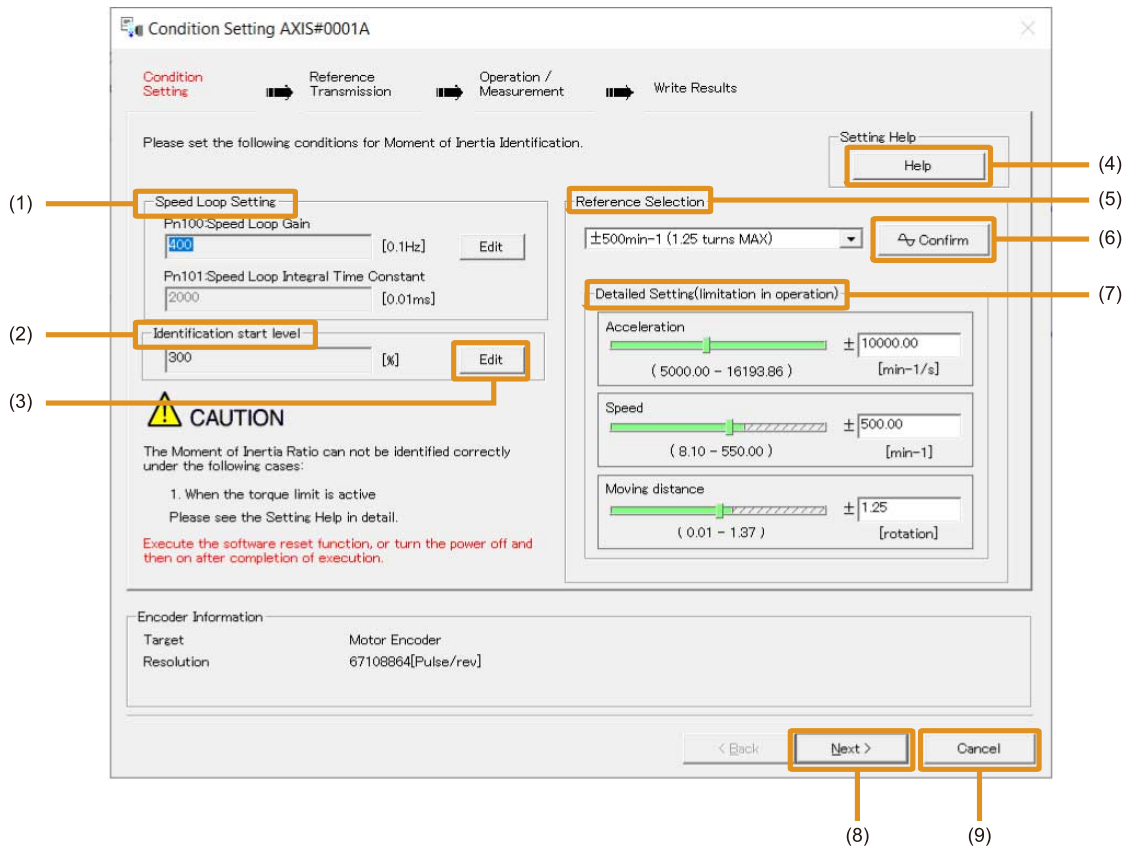 Condition Setting AXIS#0001A
Condition Setting
Reference Transmission
Operation / Measurement
Write Results
Please set the following conditions for Moment of Inertia Identification.
Setting Help
Help
(4)
(1)
Speed Loop Setting
Pn100:Speed Loop Gain
400 [0.1Hz] Edit
Pn101:Speed Loop Integral Time Constant
2000 [0.01ms]
(2)
Identification start level
300 [%] Edit
(3)
CAUTION
The Moment of Inertia Ratio can not be identified correctly
under the following cases:
1. When the torque limit is active
Please see the Setting Help in detail.
Execute the software reset function, or turn the power off and
then on after completion of execution.
Reference Selection
(5)
±500min-1 (1.25 turns MAX) Confirm
(6)
Detailed Setting(limitation in operation)
(7)
Acceleration
± 10000.00
( 5000.00 - 16193.86 ) [min-1/s]
Speed
± 500.00
( 8.10 - 550.00 ) [min-1]
Moving distance
± 1.25
( 0.01 - 1.37 ) [rotation]
Encoder Information
Target Motor Encoder
Resolution 67108864[Pulse/rev]
< Back Next > Cancel
(8) (9)